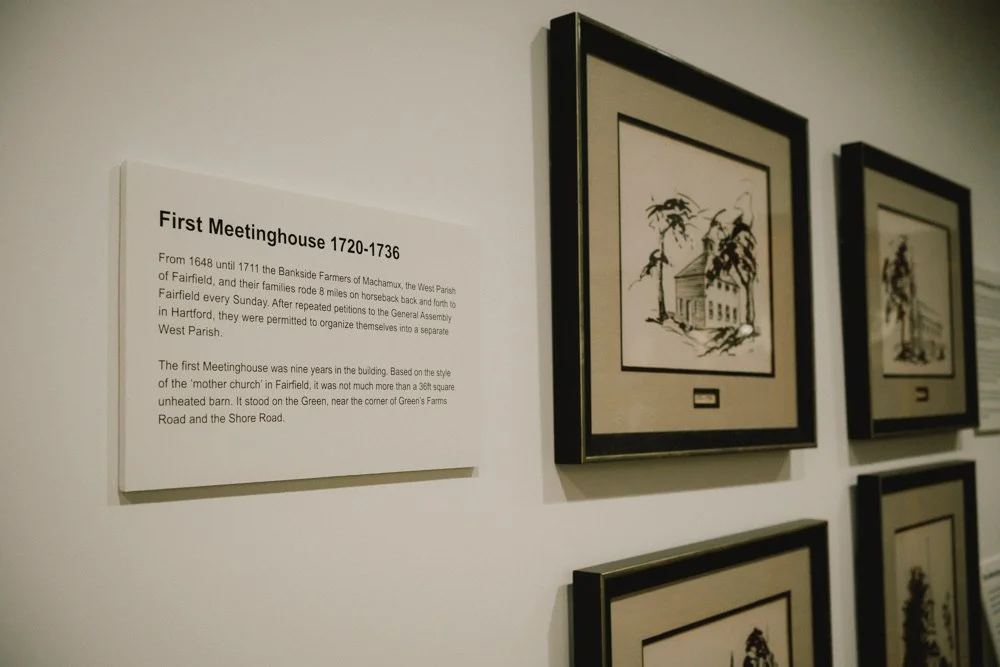 First Meetinghouse 1720-1736
From 1648 until 1711 the Bankside Farmers of Machamux, the West Parish
of Fairfield, and their families rode 8 miles on horseback back and forth to
Fairfield every Sunday. After repeated petitions to the General Assembly
in Hartford, they were permitted to organize themselves into a separate
West Parish.
The first Meetinghouse was nine years in the building. Based on the style
of the 'mother church' in Fairfield, it was not much more than a 36ft square
unheated barn. It stood on the Green, near the corner of Green's Farms
Road and the Shore Road.